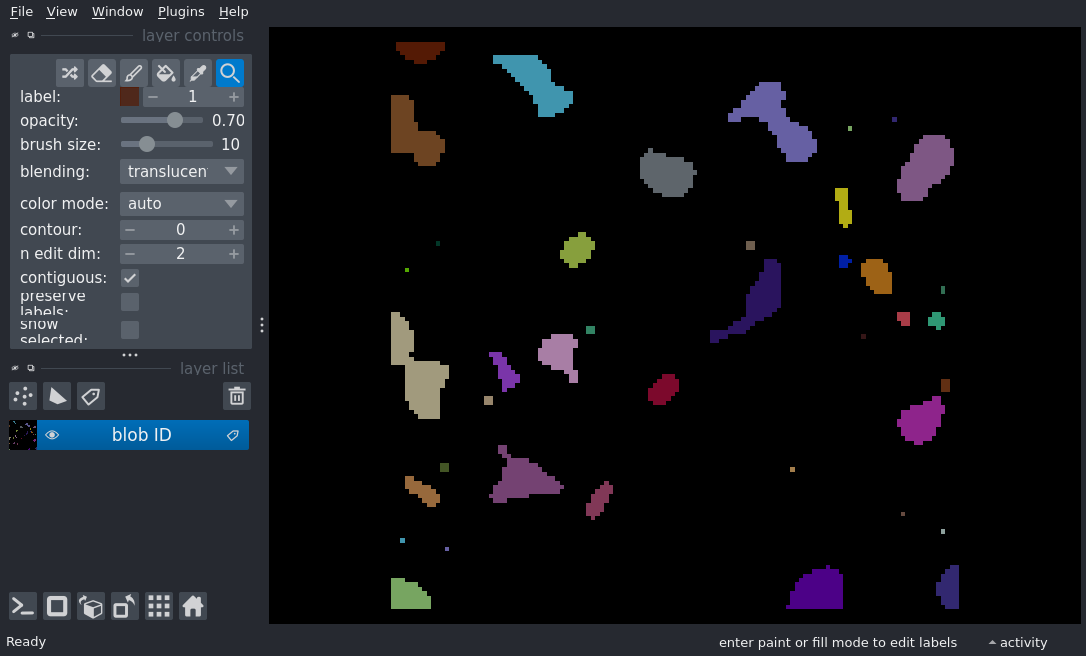 File View Window Plugins Help
layer controls
label: 1
opacity: 0.70
brush size: 10
blending: translucen
color mode: auto
contour: 0
n edit dim: 2
contiguous:
preserve
labels:
show
selected:
layer list
blob ID
Ready enter paint or fill mode to edit labels activity